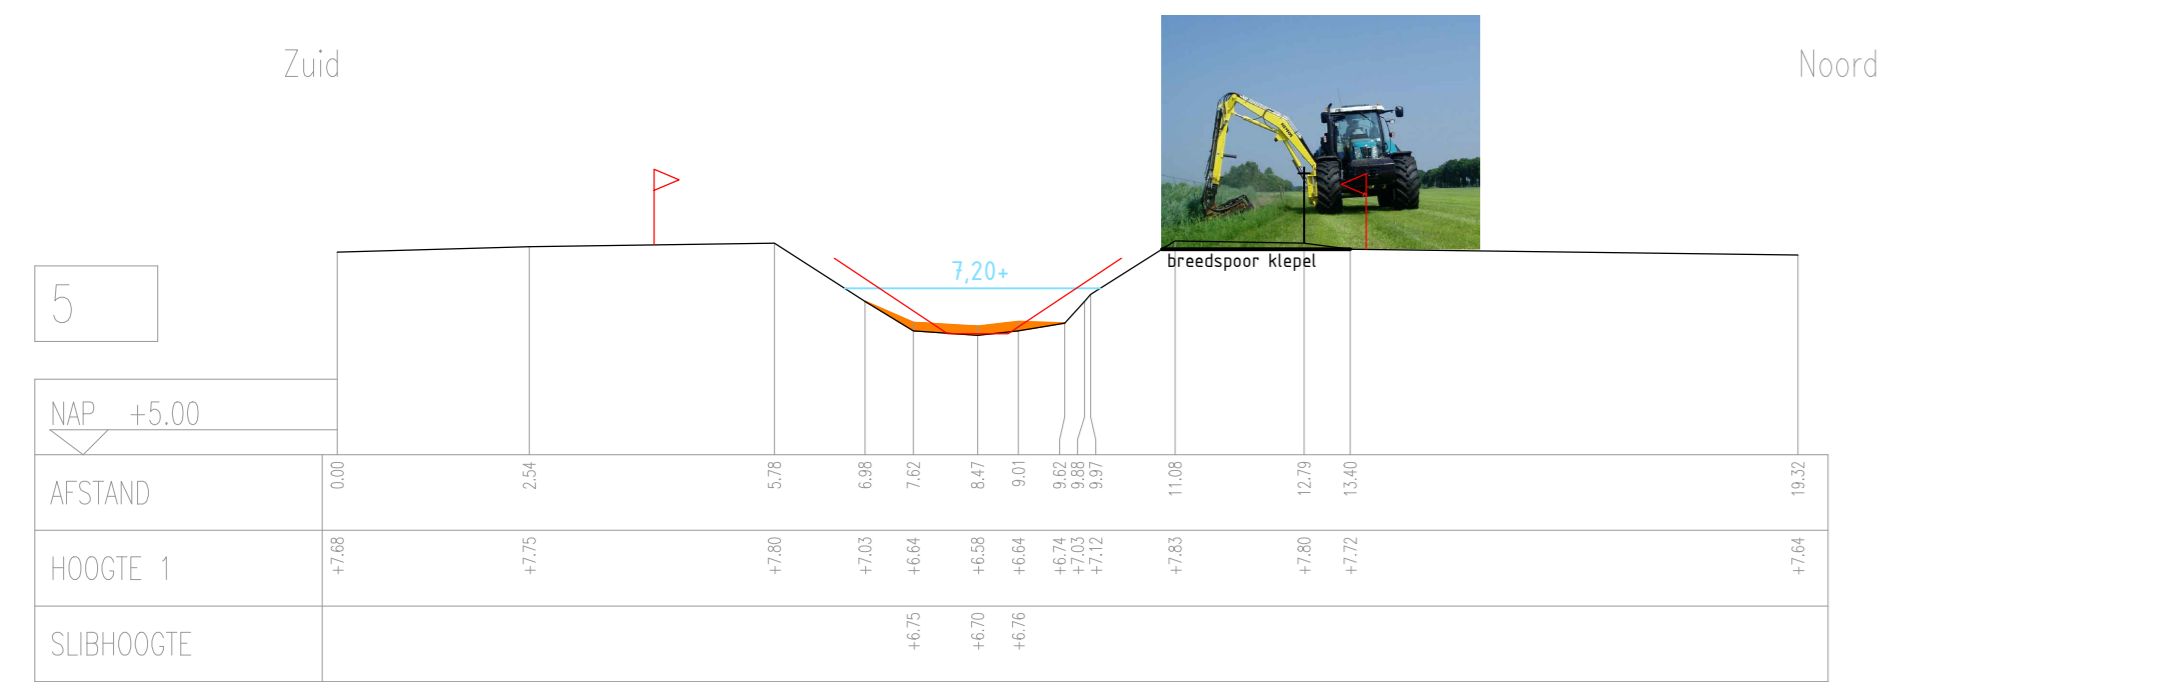 Zuid
Noord
7,20+
breedspoor klepel
5
NAP +5.00
AFSTAND 0.00 2.54 5.78 6.98 7.62 8.47 9.01 9.62 9.88 9.97 11.08 12.79 13.40 19.32
HOOGTE 1 +7.68 +7.75 +7.80 +7.03 +6.64 +6.58 +6.64 +6.74 +7.03 +7.12 +7.83 +7.80 +7.72 +7.64
SLIBHOOGTE +6.75 +6.70 +6.76